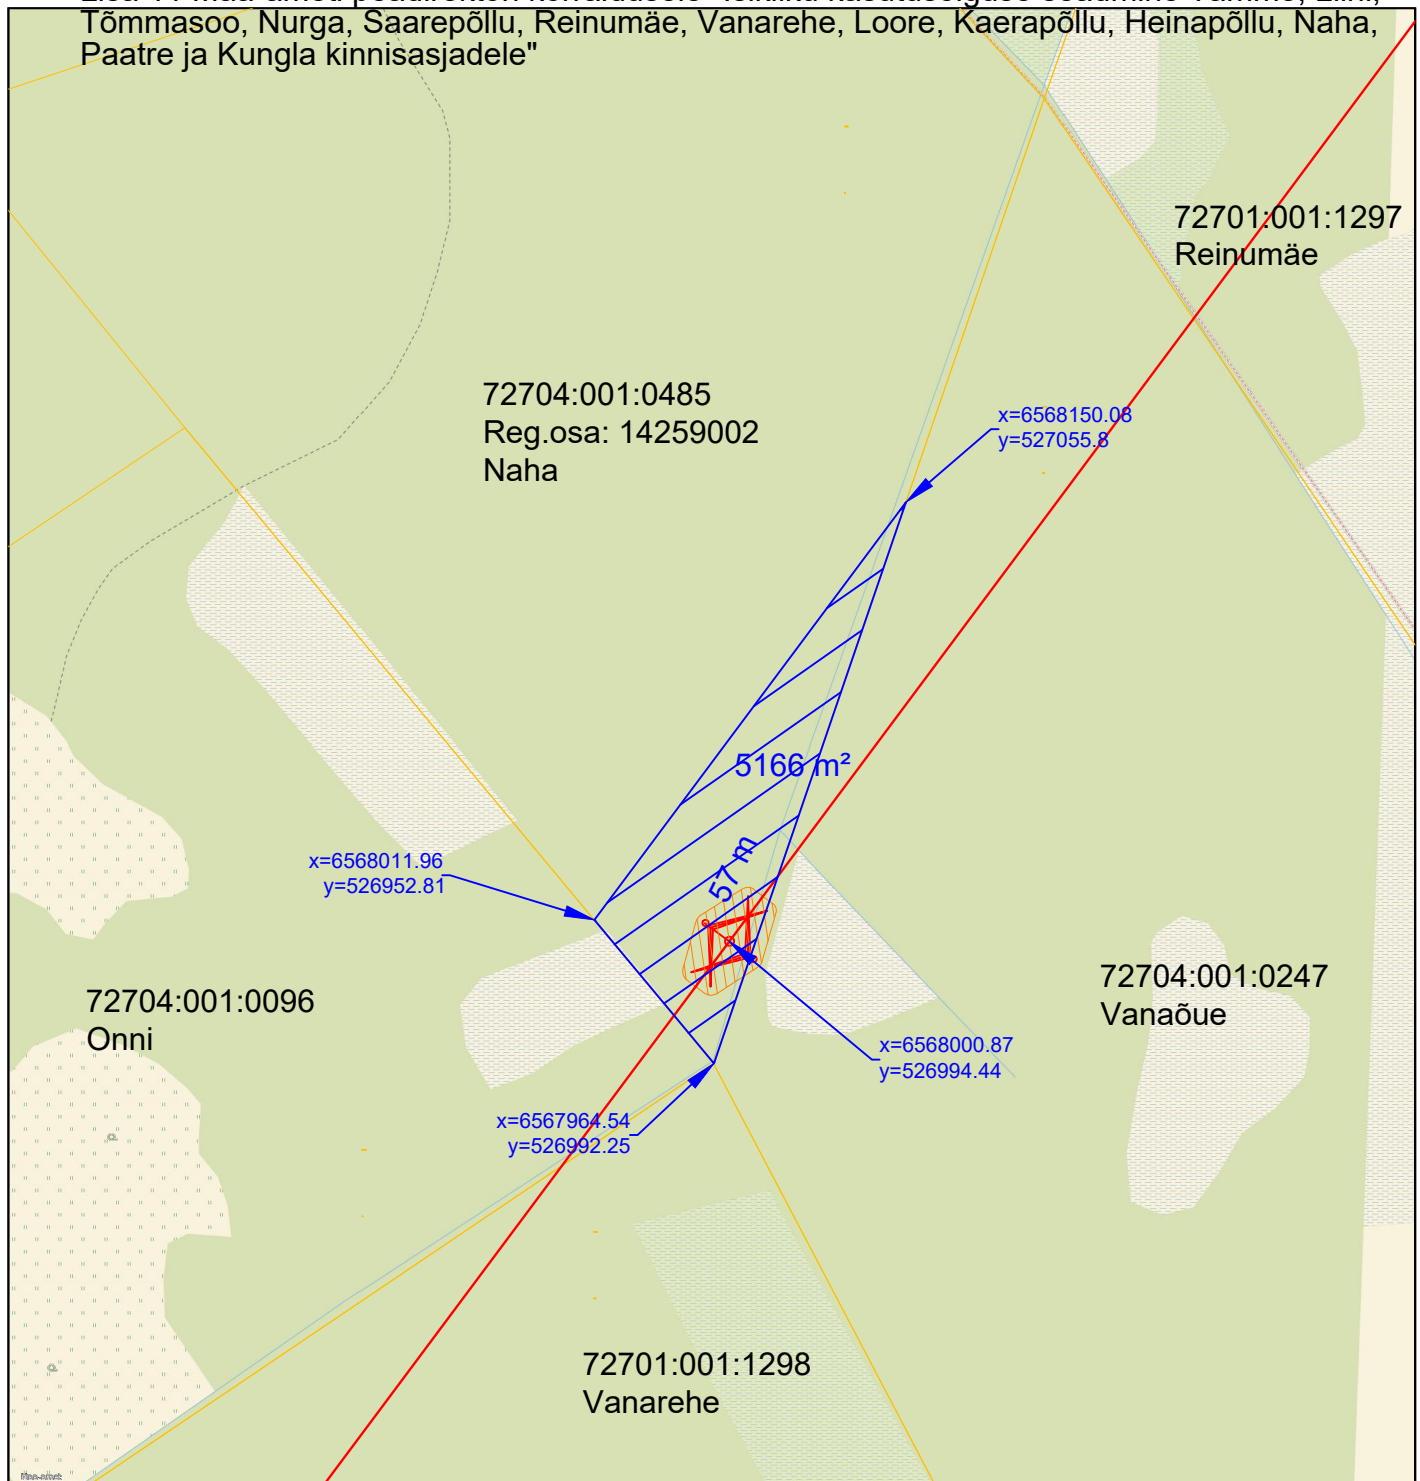 Tõmmasoo, Nurga, Saarepõllu, Reinumäe, Vanarehe, Loore, Kaerapõllu, Heinapõllu, Naha,
Paatre ja Kungla kinnisasjadele"
72701:001:1297
Reinumäe
72704:001:0485
Reg.osa: 14259002
Naha
x=6568150.08
y=527055.8
5166 m²
57 m
x=6568011.96
y=526952.81
72704:001:0096
Onni
72704:001:0247
Vanaõue
x=6568000.87
y=526994.44
x=6567964.54
y=526992.25
72701:001:1298
Vanarehe